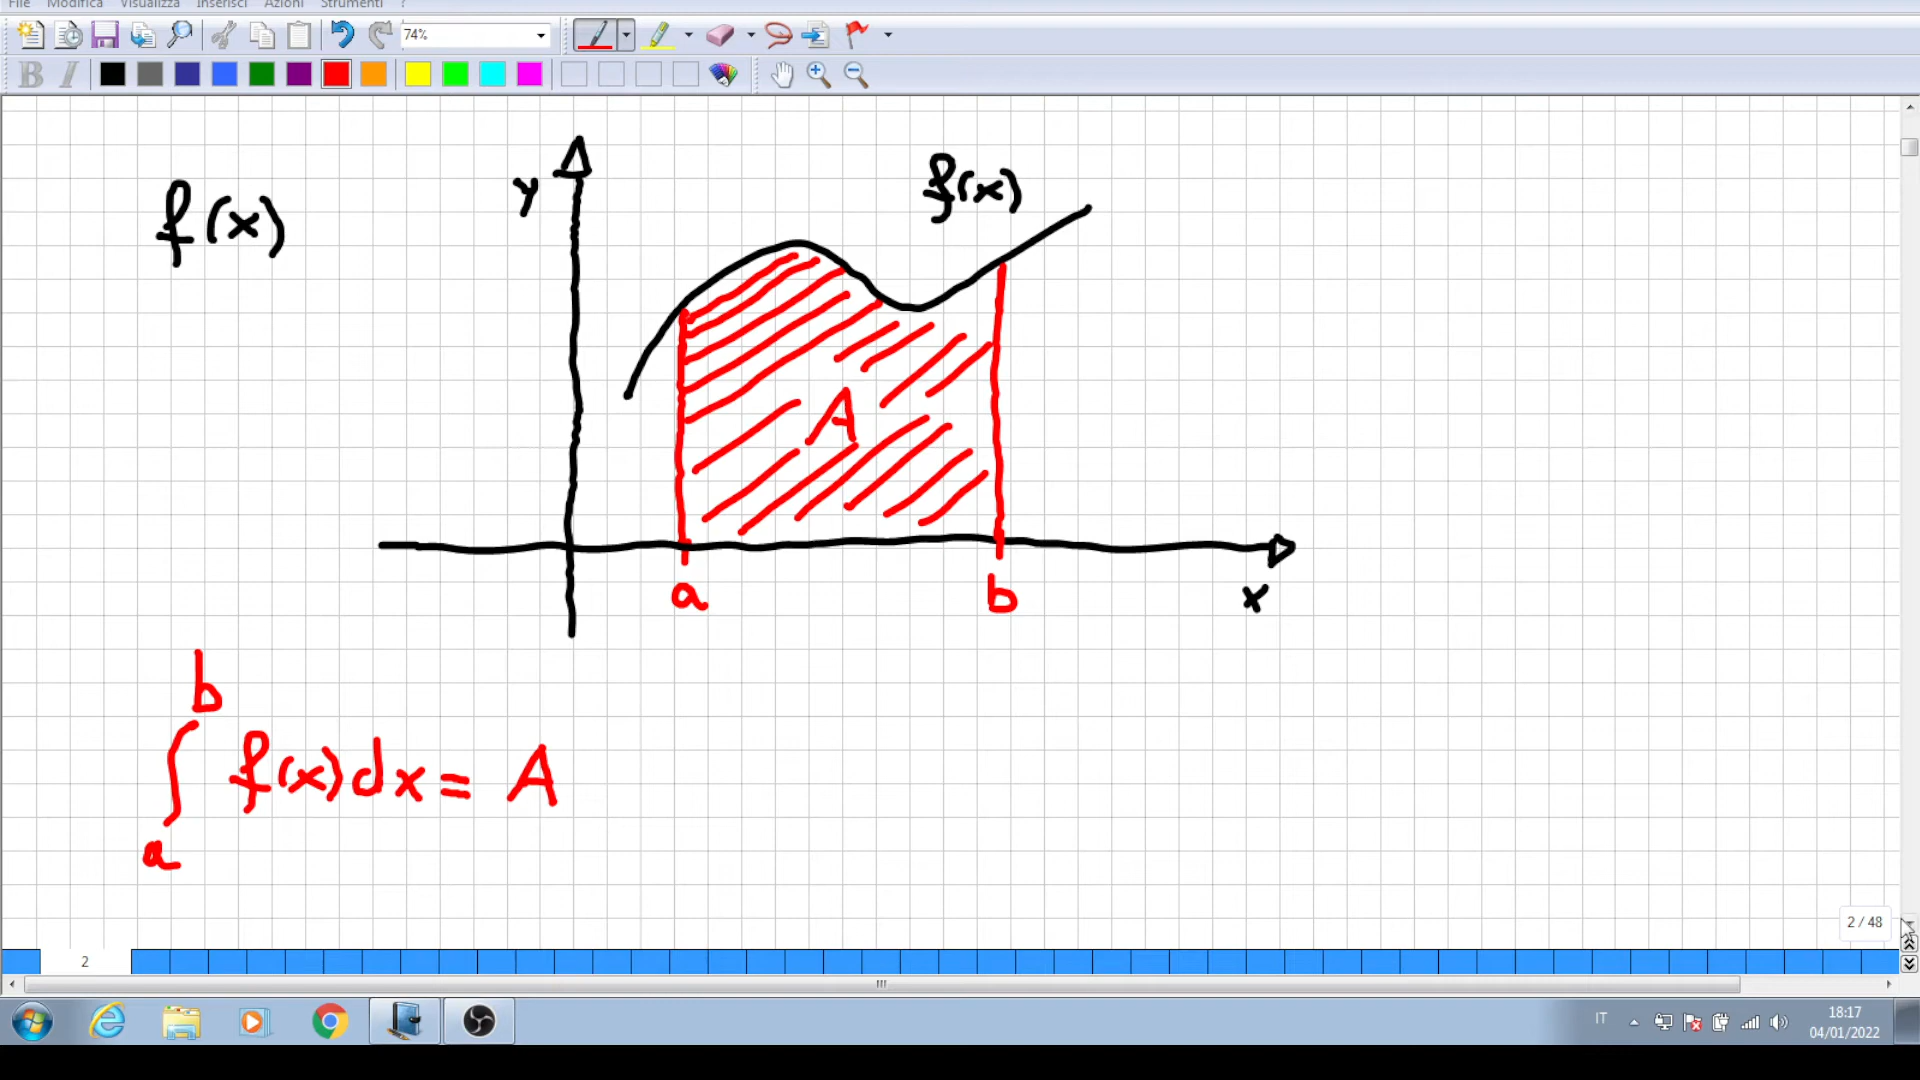 File Modifica Visualizza Inserisci Azioni Strumenti ?
74%
B I
f(x)
y
f(x)
A
a
b
x
b
∫ f(x)dx = A
a
2 / 48
2
IT
18:17
04/01/2022